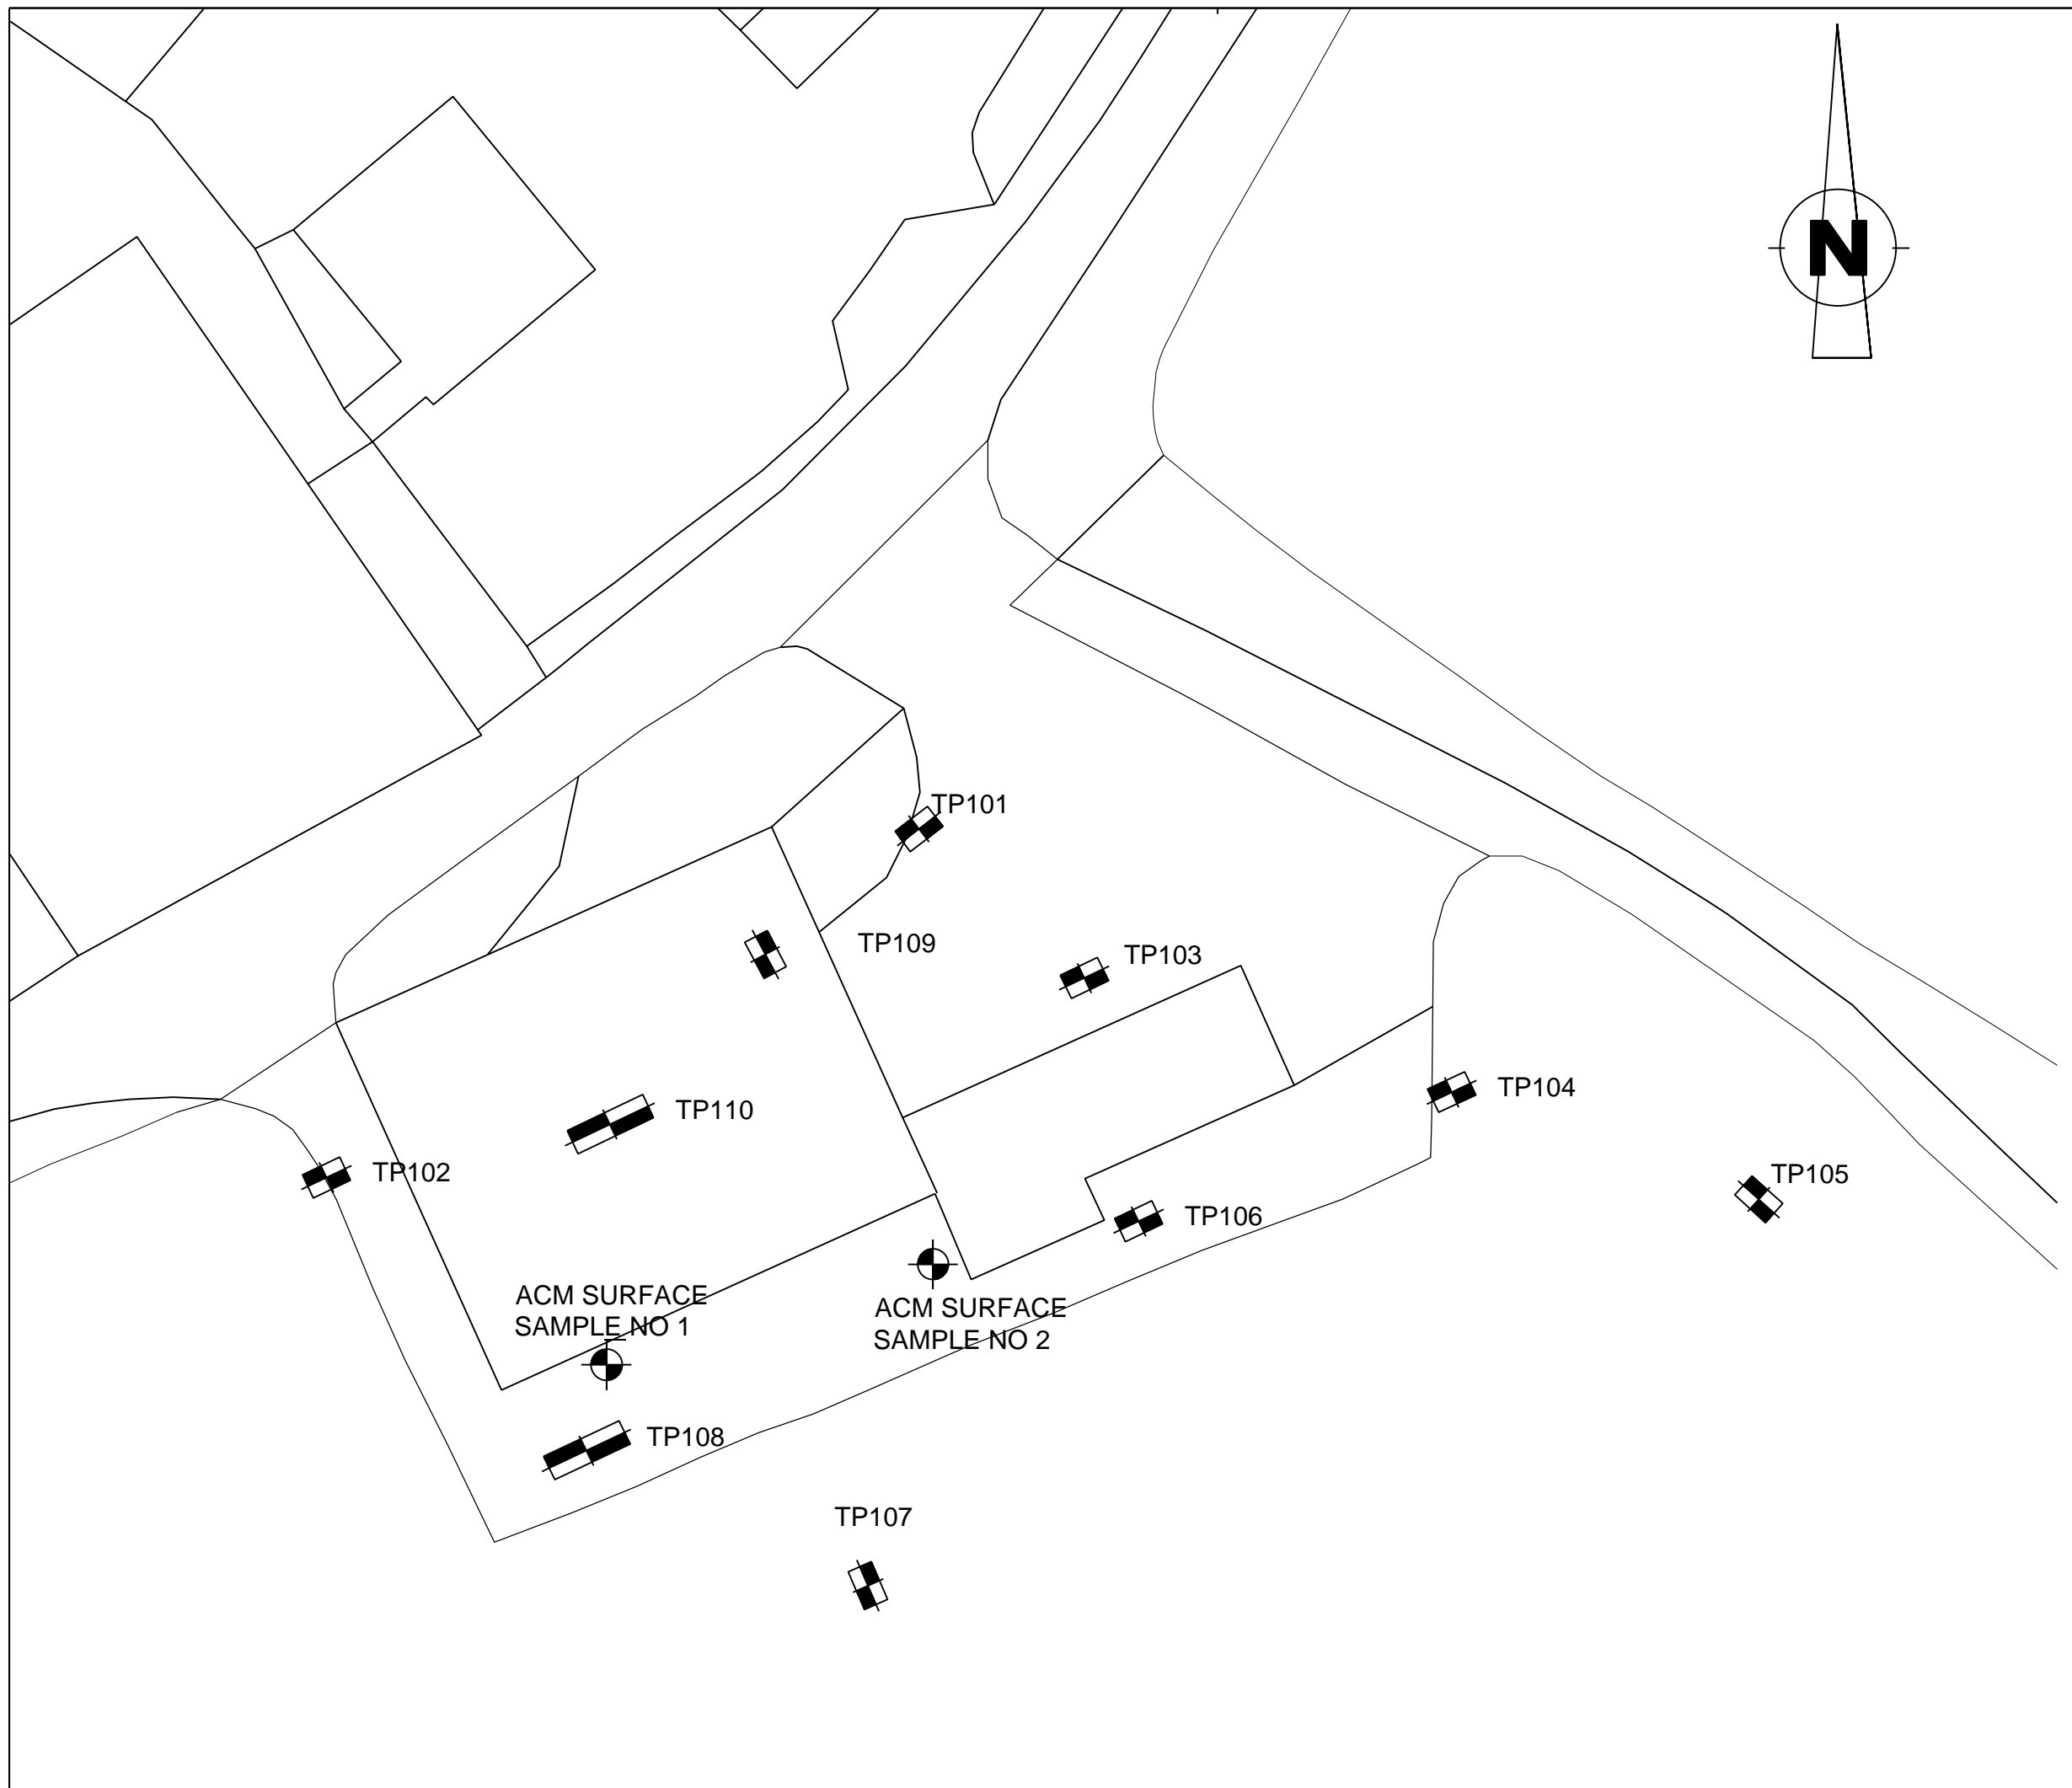 N
TP101
TP109
TP103
TP104
TP110
TP102
TP105
TP106
ACM SURFACE
SAMPLE NO 1
ACM SURFACE
SAMPLE NO 2
TP108
TP107